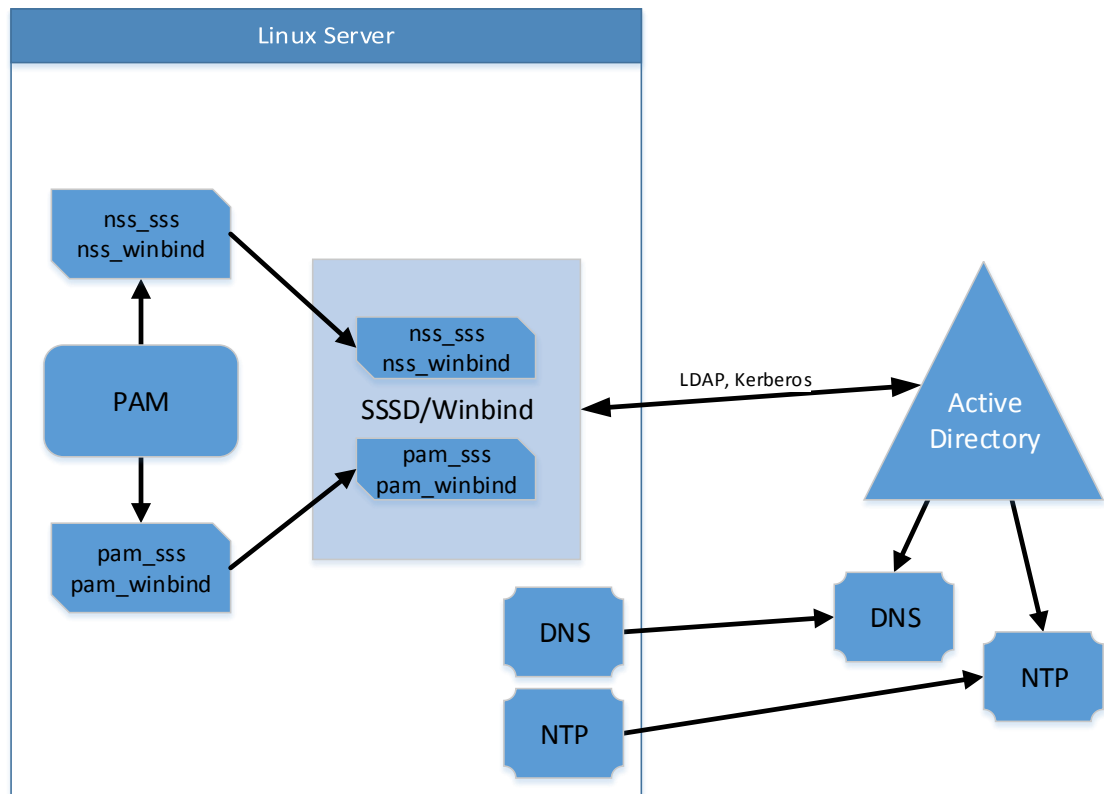 Linux Server
nss_sss
nss_winbind
PAM
pam_sss
pam_winbind
nss_sss
nss_winbind
SSSD/Winbind
pam_sss
pam_winbind
LDAP, Kerberos
Active
Directory
DNS
NTP
DNS
NTP